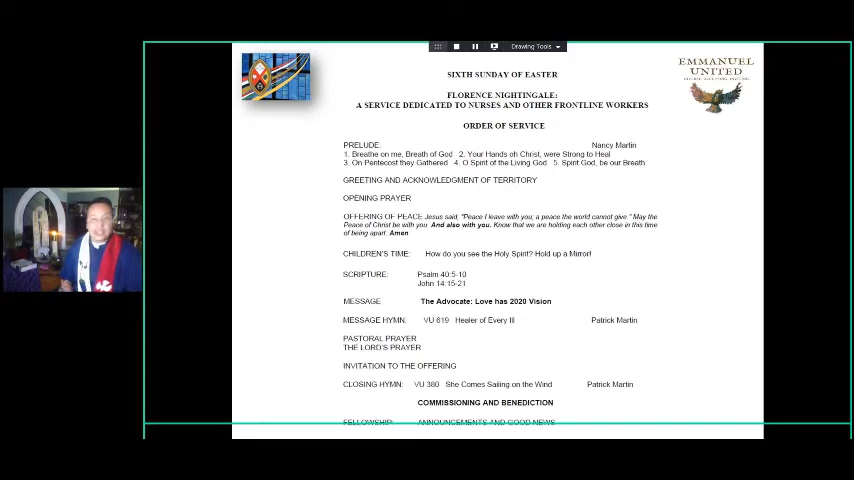 Drawing Tools
EMMANUEL
UNITED
SIXTH SUNDAY OF EASTER
FLORENCE NIGHTINGALE:
A SERVICE DEDICATED TO NURSES AND OTHER FRONTLINE WORKERS
ORDER OF SERVICE
PRELUDE: Nancy Martin
1. Breathe on me, Breath of God 2. Your Hands oh Christ, were Strong to Heal
3. On Pentecost they Gathered 4. O Spirit of the Living God 5. Spirit God, be our Breath
GREETING AND ACKNOWLEDGMENT OF TERRITORY
OPENING PRAYER
OFFERING OF PEACE Jesus said, "Peace I leave with you; a peace the world cannot give." May the
Peace of Christ be with you. And also with you. Know that we are holding each other close in this time
of being apart. Amen
CHILDREN'S TIME: How do you see the Holy Spirit? Hold up a Mirror!
SCRIPTURE: Psalm 40:5-10
John 14:15-21
MESSAGE The Advocate: Love has 2020 Vision
MESSAGE HYMN: VU 619 Healer of Every Ill Patrick Martin
PASTORAL PRAYER
THE LORD'S PRAYER
INVITATION TO THE OFFERING
CLOSING HYMN: VU 380 She Comes Sailing on the Wind Patrick Martin
COMMISSIONING AND BENEDICTION
FELLOWSHIP: ANNOUNCEMENTS AND GOOD NEWS